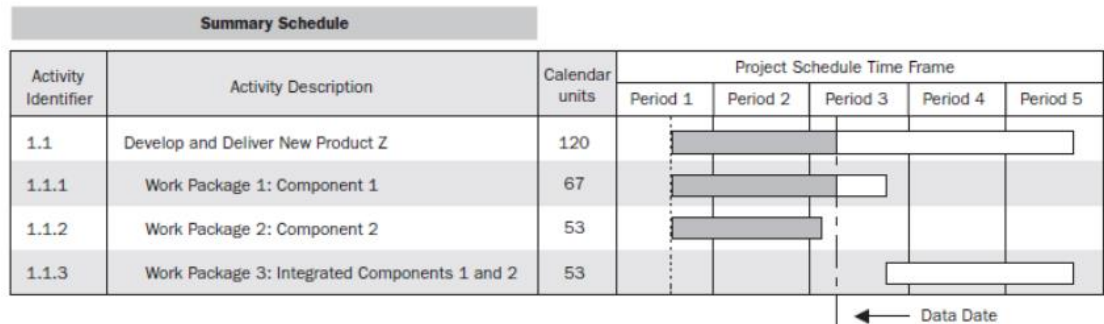 Summary Schedule
Activity Identifier Activity Description Calendar units Project Schedule Time Frame
Period 1 Period 2 Period 3 Period 4 Period 5
1.1 Develop and Deliver New Product Z 120
1.1.1 Work Package 1: Component 1 67
1.1.2 Work Package 2: Component 2 53
1.1.3 Work Package 3: Integrated Components 1 and 2 53
Data Date